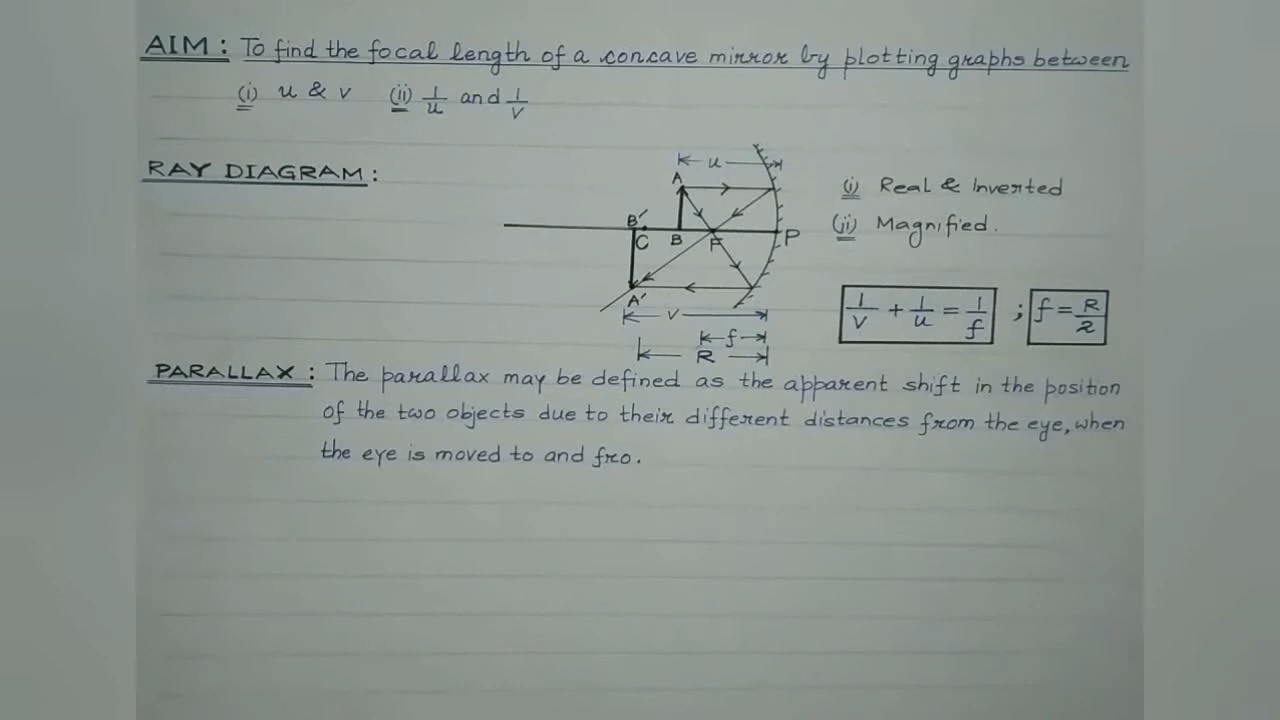 AIM: To find the focal length of a concave mirror by plotting graphs between
(i) u & v (ii) 1/u and 1/v
RAY DIAGRAM:
u
A
B' C B F P
A'
v
f
R
(i) Real & Inverted
(ii) Magnified.
1/v + 1/u = 1/f ; f = R/2
PARALLAX: The parallax may be defined as the apparent shift in the position
of the two objects due to their different distances from the eye, when
the eye is moved to and fro.